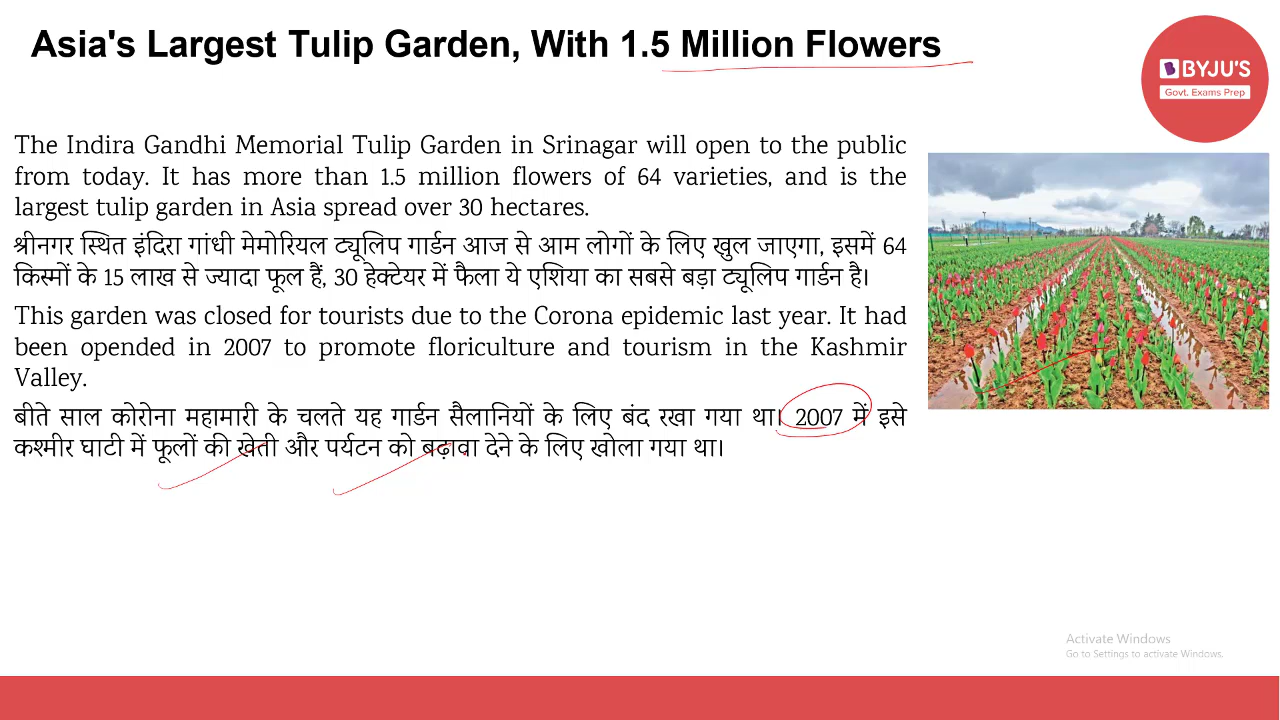 Asia's Largest Tulip Garden, With 1.5 Million Flowers
BYJU'S
Govt. Exams Prep
The Indira Gandhi Memorial Tulip Garden in Srinagar will open to the public
from today. It has more than 1.5 million flowers of 64 varieties, and is the
largest tulip garden in Asia spread over 30 hectares.
श्रीनगर स्थित इंदिरा गांधी मेमोरियल ट्यूलिप गार्डन आज से आम लोगों के लिए खुल जाएगा, इसमें 64
किस्मों के 15 लाख से ज्यादा फूल हैं, 30 हेक्टेयर में फैला ये एशिया का सबसे बड़ा ट्यूलिप गार्डन है।
This garden was closed for tourists due to the Corona epidemic last year. It had
been opended in 2007 to promote floriculture and tourism in the Kashmir
Valley.
बीते साल कोरोना महामारी के चलते यह गार्डन सैलानियों के लिए बंद रखा गया था। 2007 में इसे
कश्मीर घाटी में फूलों की खेती और पर्यटन को बढ़ावा देने के लिए खोला गया था।
Activate Windows
Go to Settings to activate Windows.